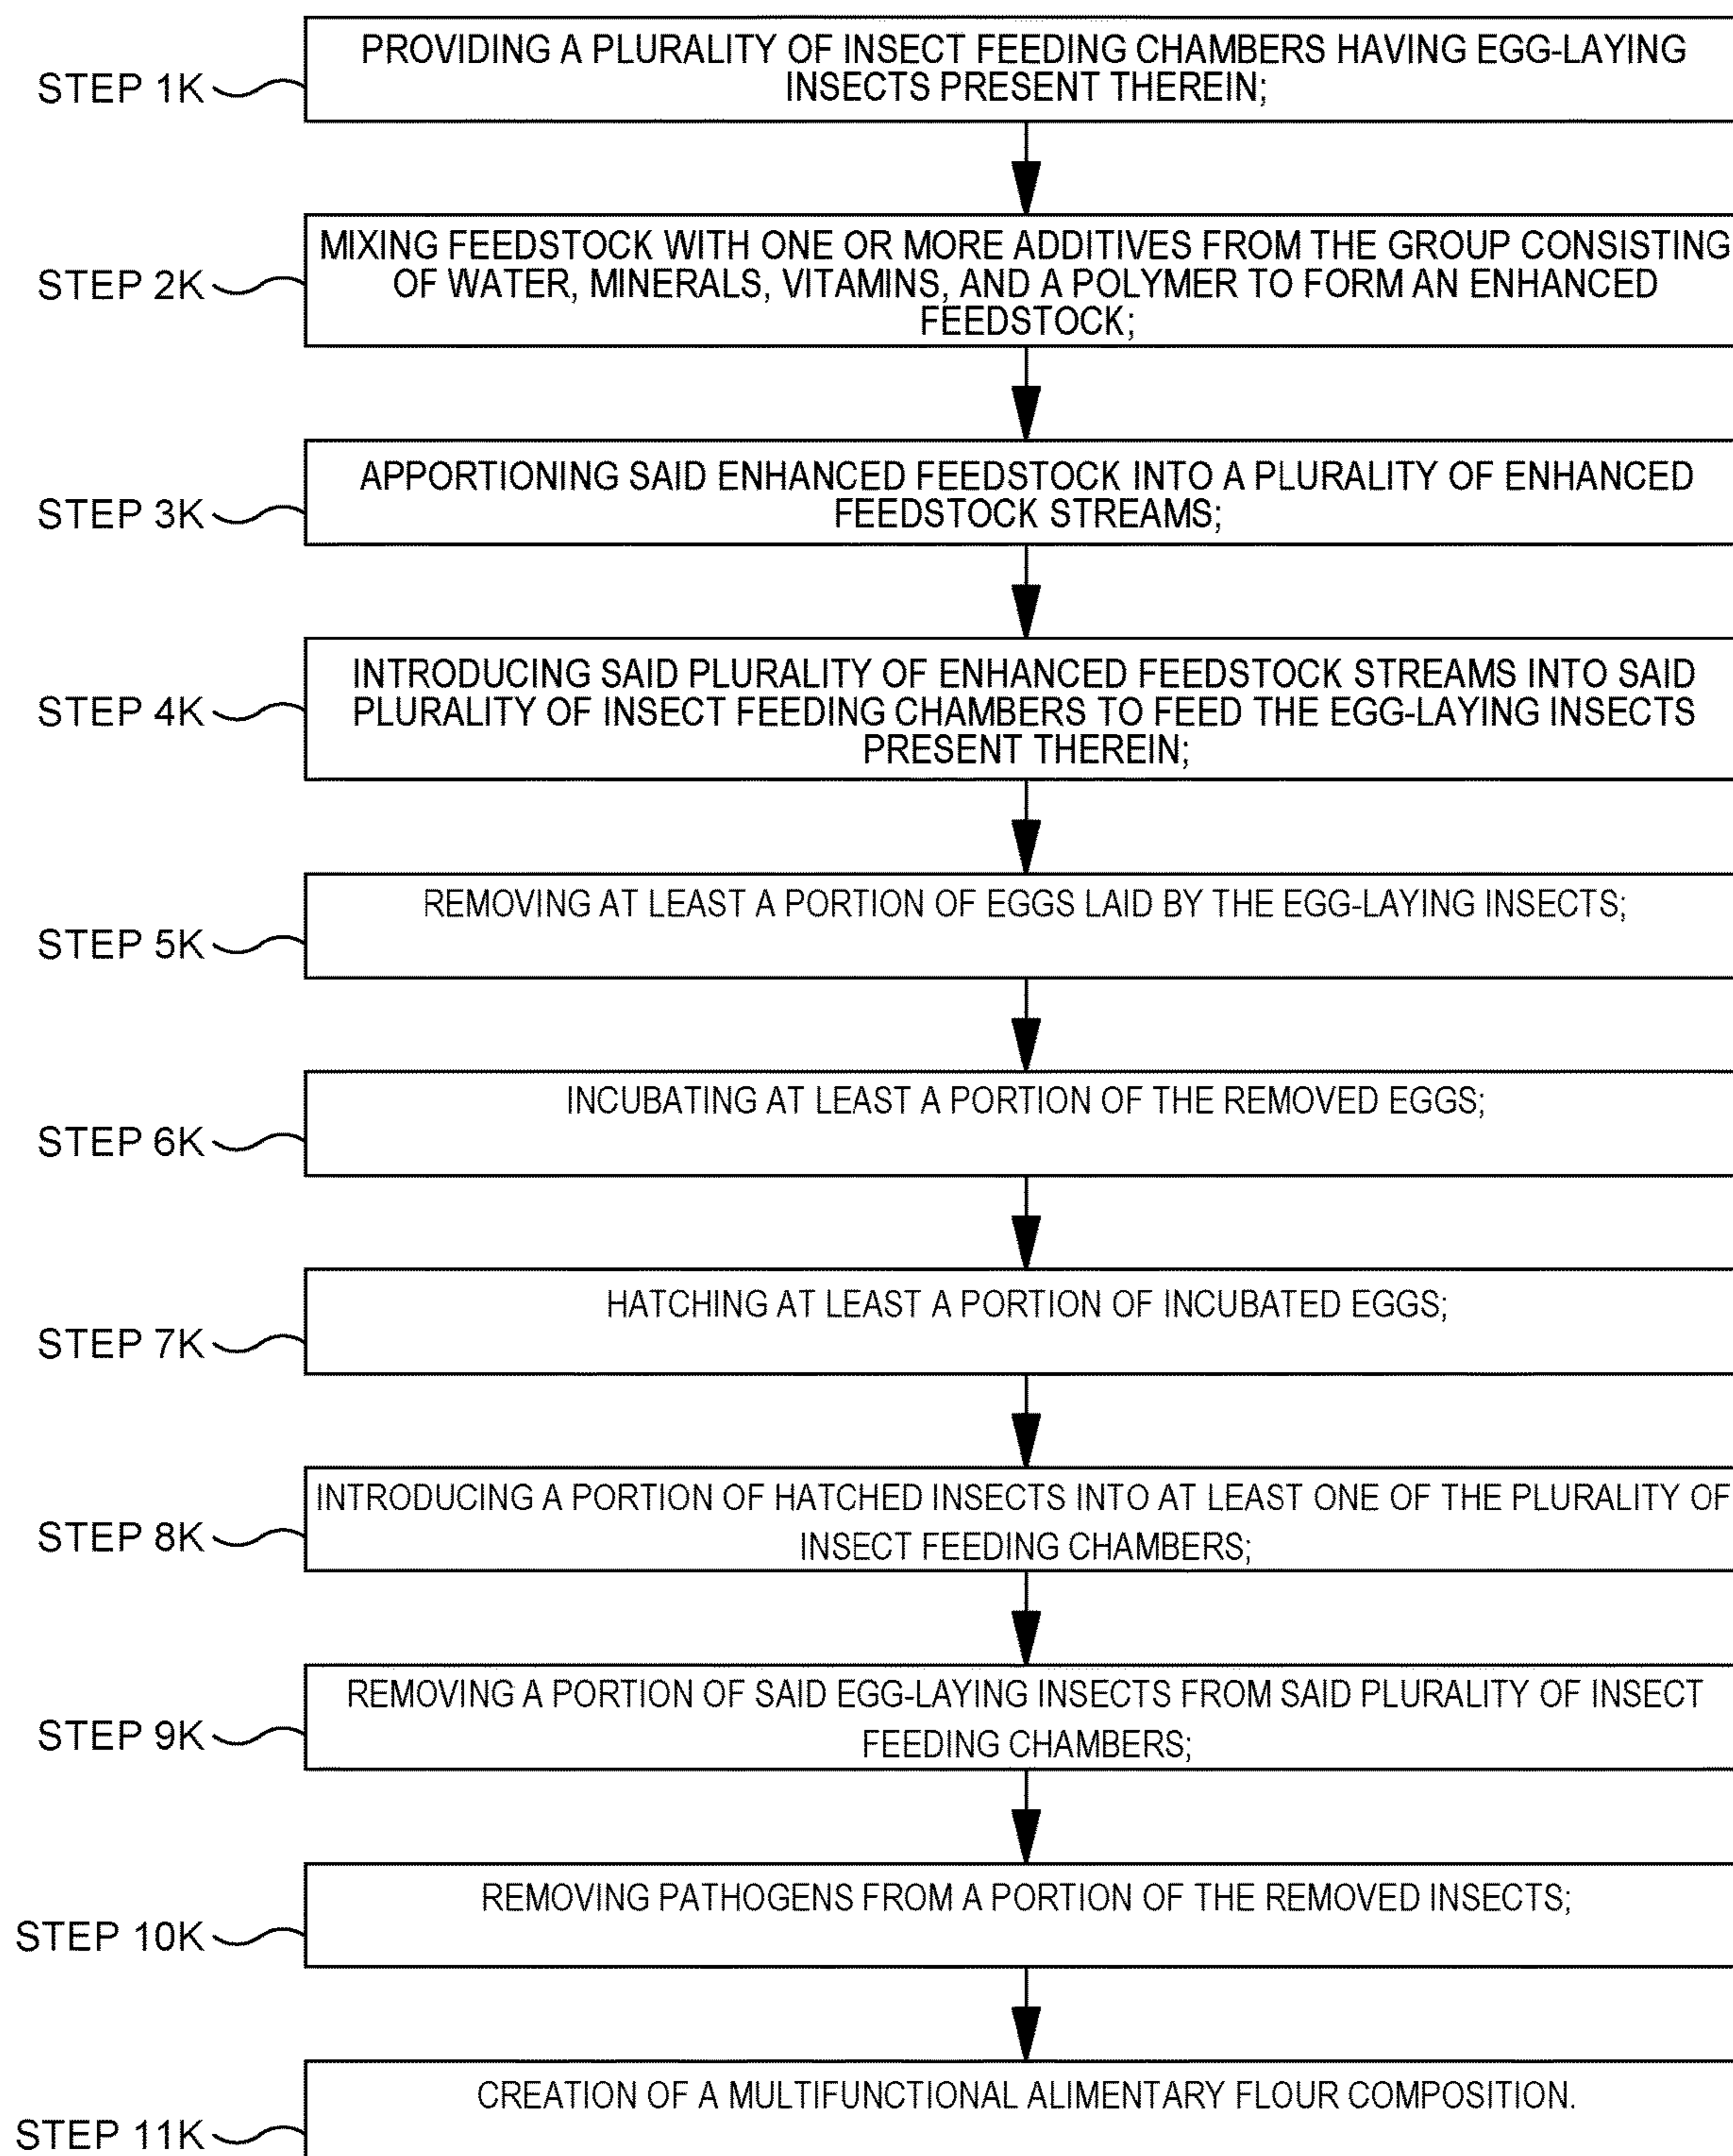 STEP 1K
PROVIDING A PLURALITY OF INSECT FEEDING CHAMBERS HAVING EGG-LAYING
INSECTS PRESENT THEREIN;
STEP 2K
MIXING FEEDSTOCK WITH ONE OR MORE ADDITIVES FROM THE GROUP CONSISTING
OF WATER, MINERALS, VITAMINS, AND A POLYMER TO FORM AN ENHANCED
FEEDSTOCK;
STEP 3K
APPORTIONING SAID ENHANCED FEEDSTOCK INTO A PLURALITY OF ENHANCED
FEEDSTOCK STREAMS;
STEP 4K
INTRODUCING SAID PLURALITY OF ENHANCED FEEDSTOCK STREAMS INTO SAID
PLURALITY OF INSECT FEEDING CHAMBERS TO FEED THE EGG-LAYING INSECTS
PRESENT THEREIN;
STEP 5K
REMOVING AT LEAST A PORTION OF EGGS LAID BY THE EGG-LAYING INSECTS;
STEP 6K
INCUBATING AT LEAST A PORTION OF THE REMOVED EGGS;
STEP 7K
HATCHING AT LEAST A PORTION OF INCUBATED EGGS;
STEP 8K
INTRODUCING A PORTION OF HATCHED INSECTS INTO AT LEAST ONE OF THE PLURALITY OF
INSECT FEEDING CHAMBERS;
STEP 9K
REMOVING A PORTION OF SAID EGG-LAYING INSECTS FROM SAID PLURALITY OF INSECT
FEEDING CHAMBERS;
STEP 10K
REMOVING PATHOGENS FROM A PORTION OF THE REMOVED INSECTS;
STEP 11K
CREATION OF A MULTIFUNCTIONAL ALIMENTARY FLOUR COMPOSITION.